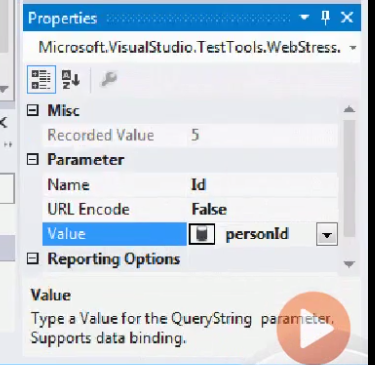 Properties
Microsoft.VisualStudio.TestTools.WebStress.
Misc
Recorded Value 5
Parameter
Name Id
URL Encode False
Value personId
Reporting Options
Value
Type a Value for the QueryString parameter.
Supports data binding.